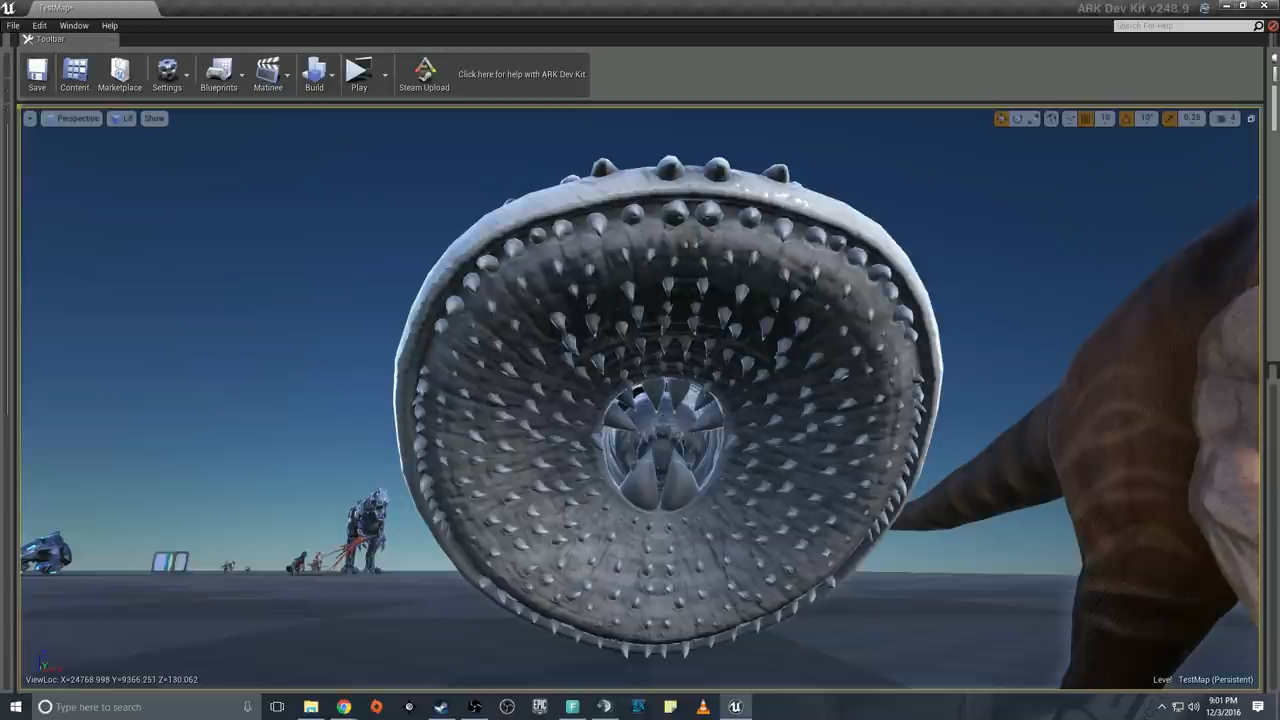 TestMap*
ARK Dev Kit v248.9
File Edit Window Help
Search For Help
Toolbar
Save Content Marketplace Settings Blueprints Matinee Build Play Steam Upload
Click here for help with ARK Dev Kit
Perspective Lit Show
10 10° 0.25 4
ViewLoc: X=24768.998 Y=9366.251 Z=130.062
Level TestMap (Persistent)
Type here to search
EPIC GAMES
9:01 PM
12/3/2016